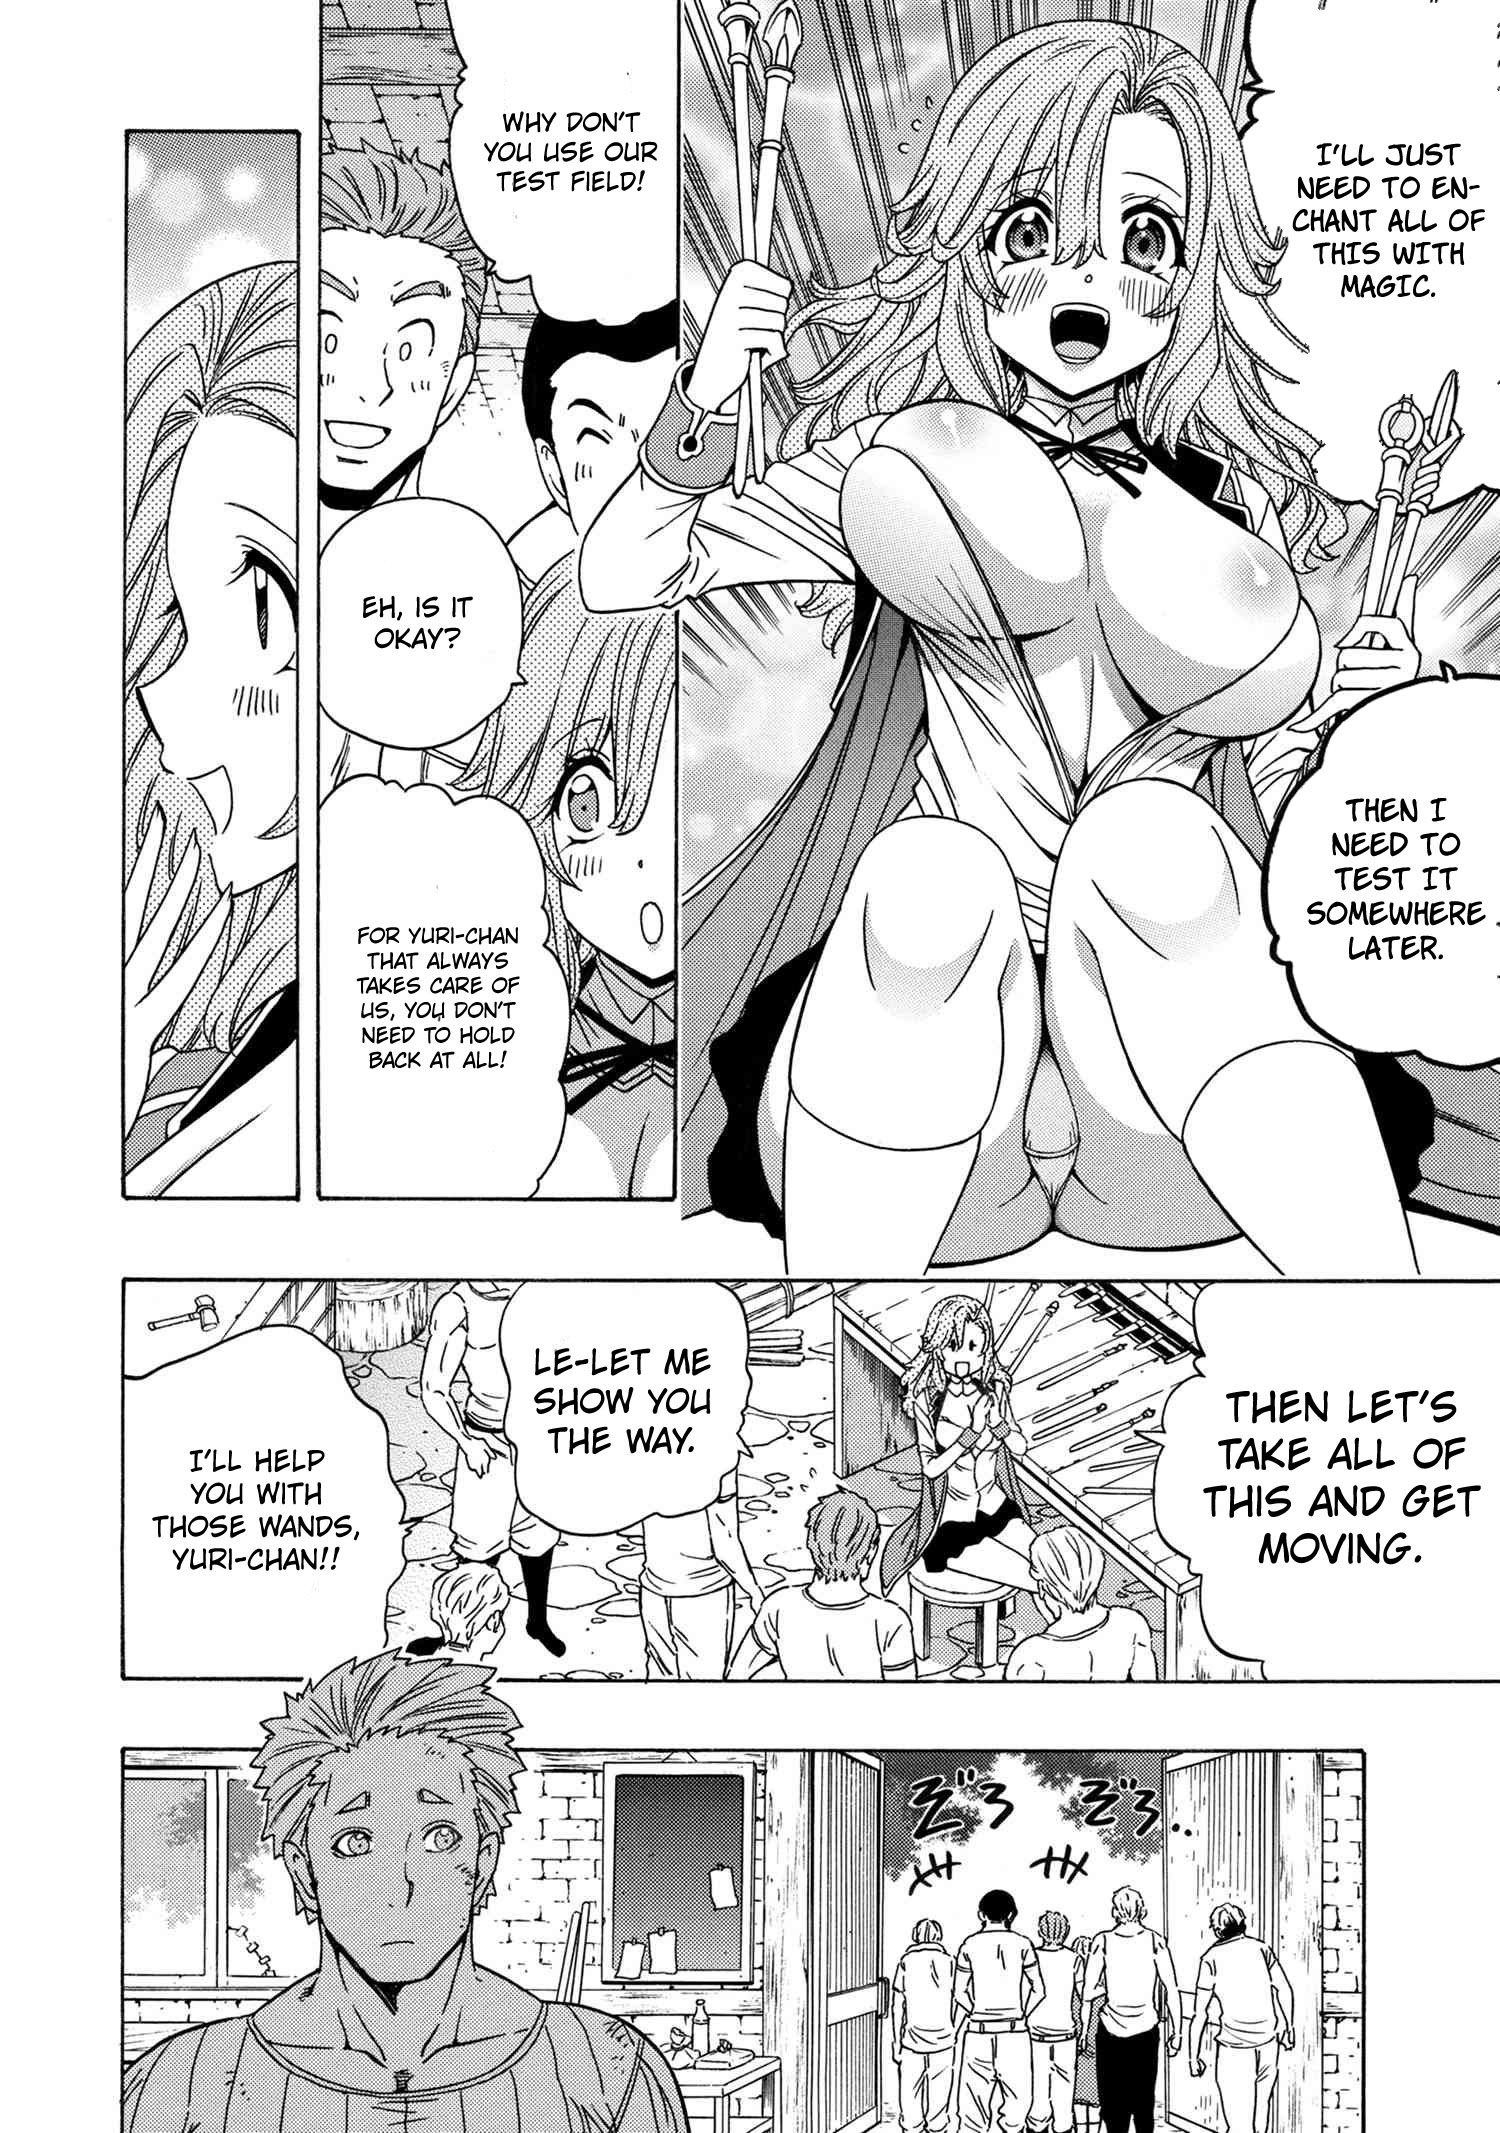 I'LL JUST
NEED TO EN-
CHANT ALL OF
THIS WITH
MAGIC.
THEN I
NEED TO
TEST IT
SOMEWHERE
LATER.
WHY DON'T
YOU USE OUR
TEST FIELD!
EH, IS IT
OKAY?
FOR YURI-CHAN
THAT ALWAYS
TAKES CARE OF
US, YOU DON'T
NEED TO HOLD
BACK AT ALL!
THEN LET'S
TAKE ALL OF
THIS AND GET
MOVING.
LE-LET ME
SHOW YOU
THE WAY.
I'LL HELP
YOU WITH
THOSE WANDS,
YURI-CHAN!!
ぞろ
ぞろ..